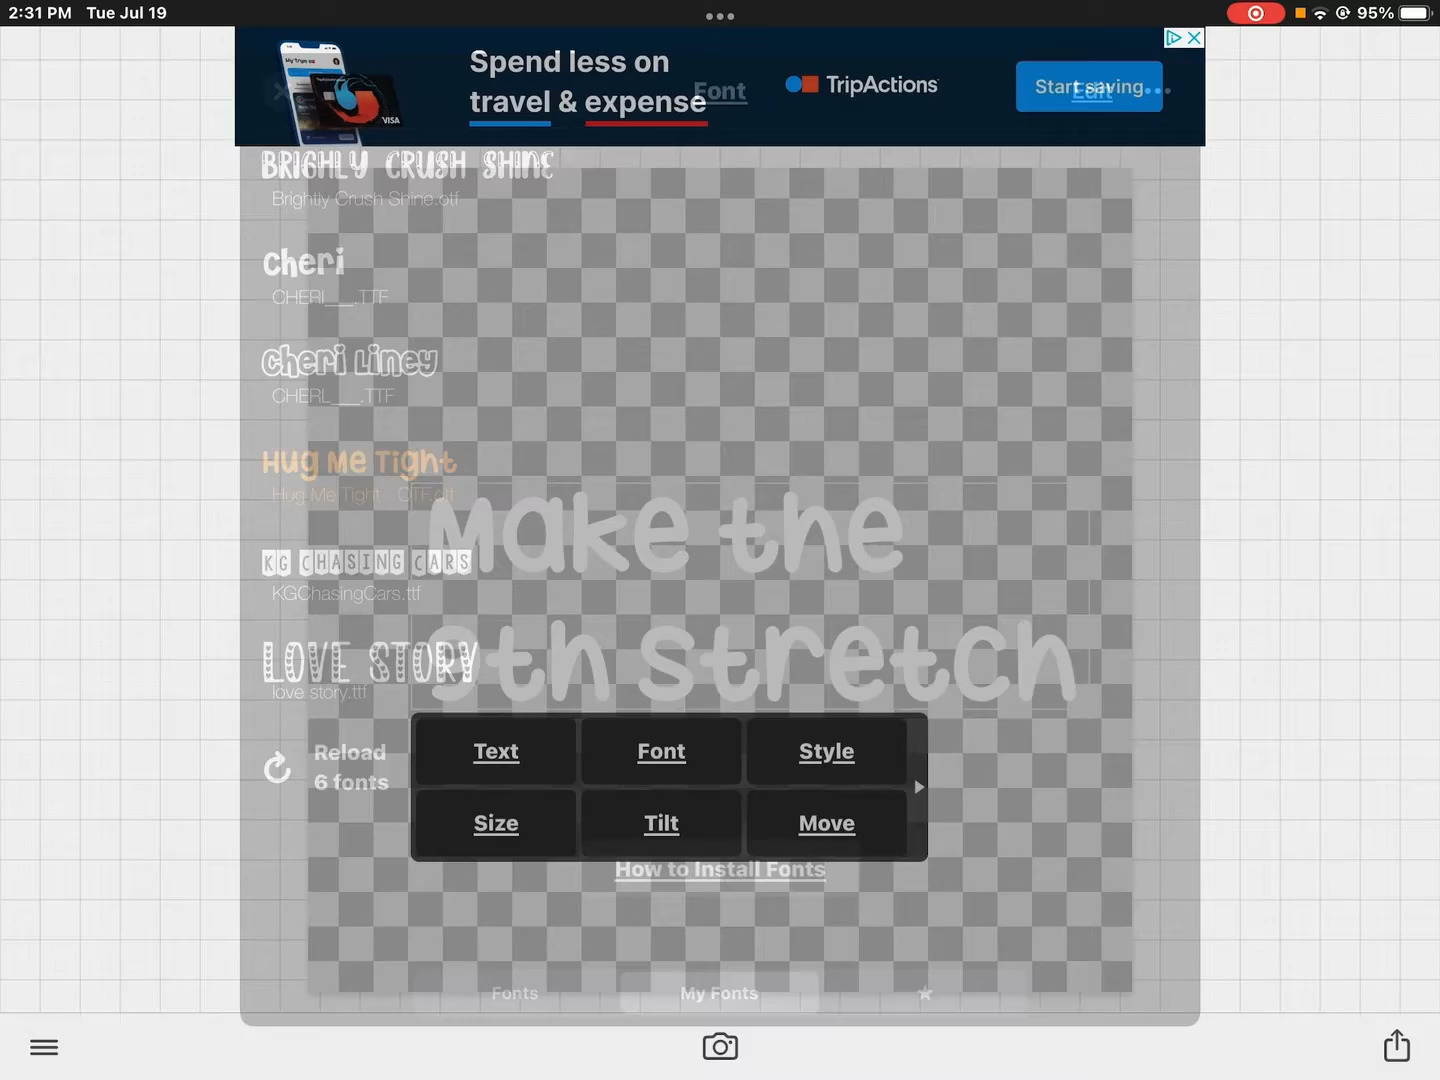 2:31 PM Tue Jul 19
95%
My Trips
VISA
Spend less on
travel & expense
TripActions
Start saving
Font
Edit
BRIGHLY CRUSH SHINE
Brightly Crush Shine.otf
Cheri
CHERI___.TTF
Cheri Liney
CHERL___.TTF
Hug Me Tight
Hug Me Tight - OTF.otf
KG CHASING CARS
KGChasingCars.ttf
LOVE STORY
love story.ttf
Make the
9th stretch
Reload
6 fonts
Text
Font
Style
Size
Tilt
Move
How to Install Fonts
Fonts
My Fonts